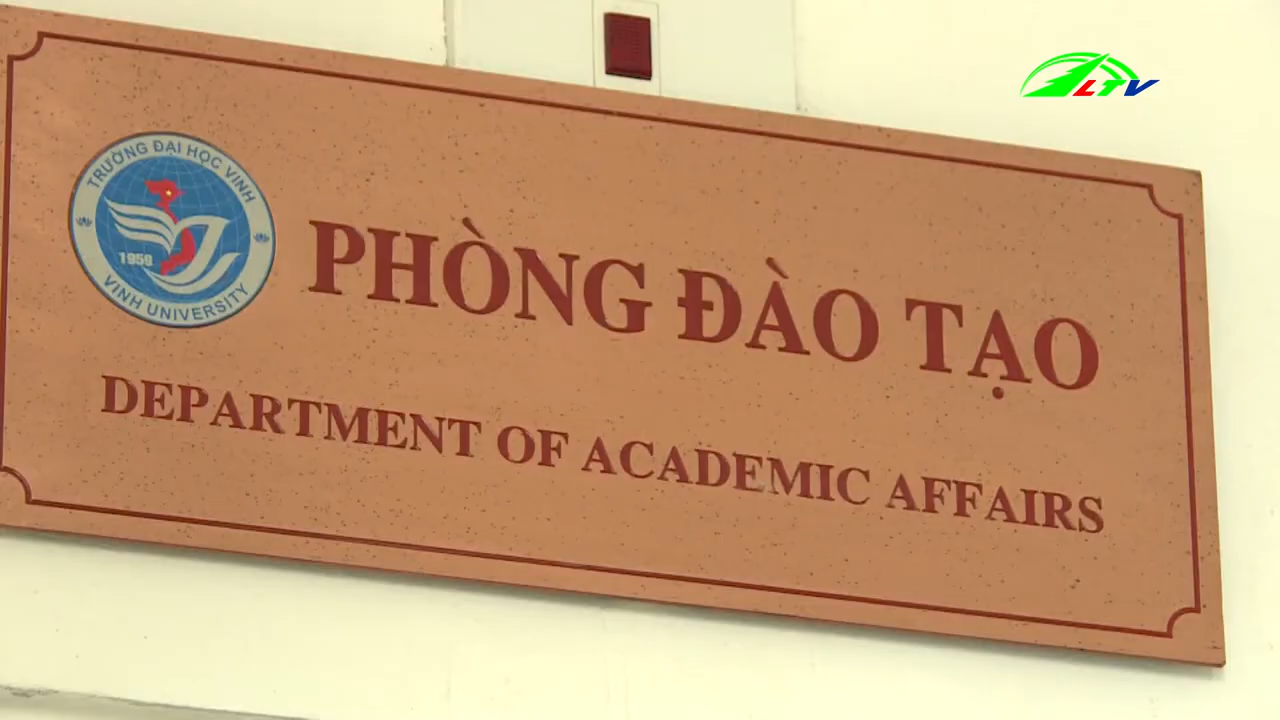 LTV
TRƯỜNG ĐẠI HỌC VINH
1959
VINH UNIVERSITY
PHÒNG ĐÀO TẠO
DEPARTMENT OF ACADEMIC AFFAIRS